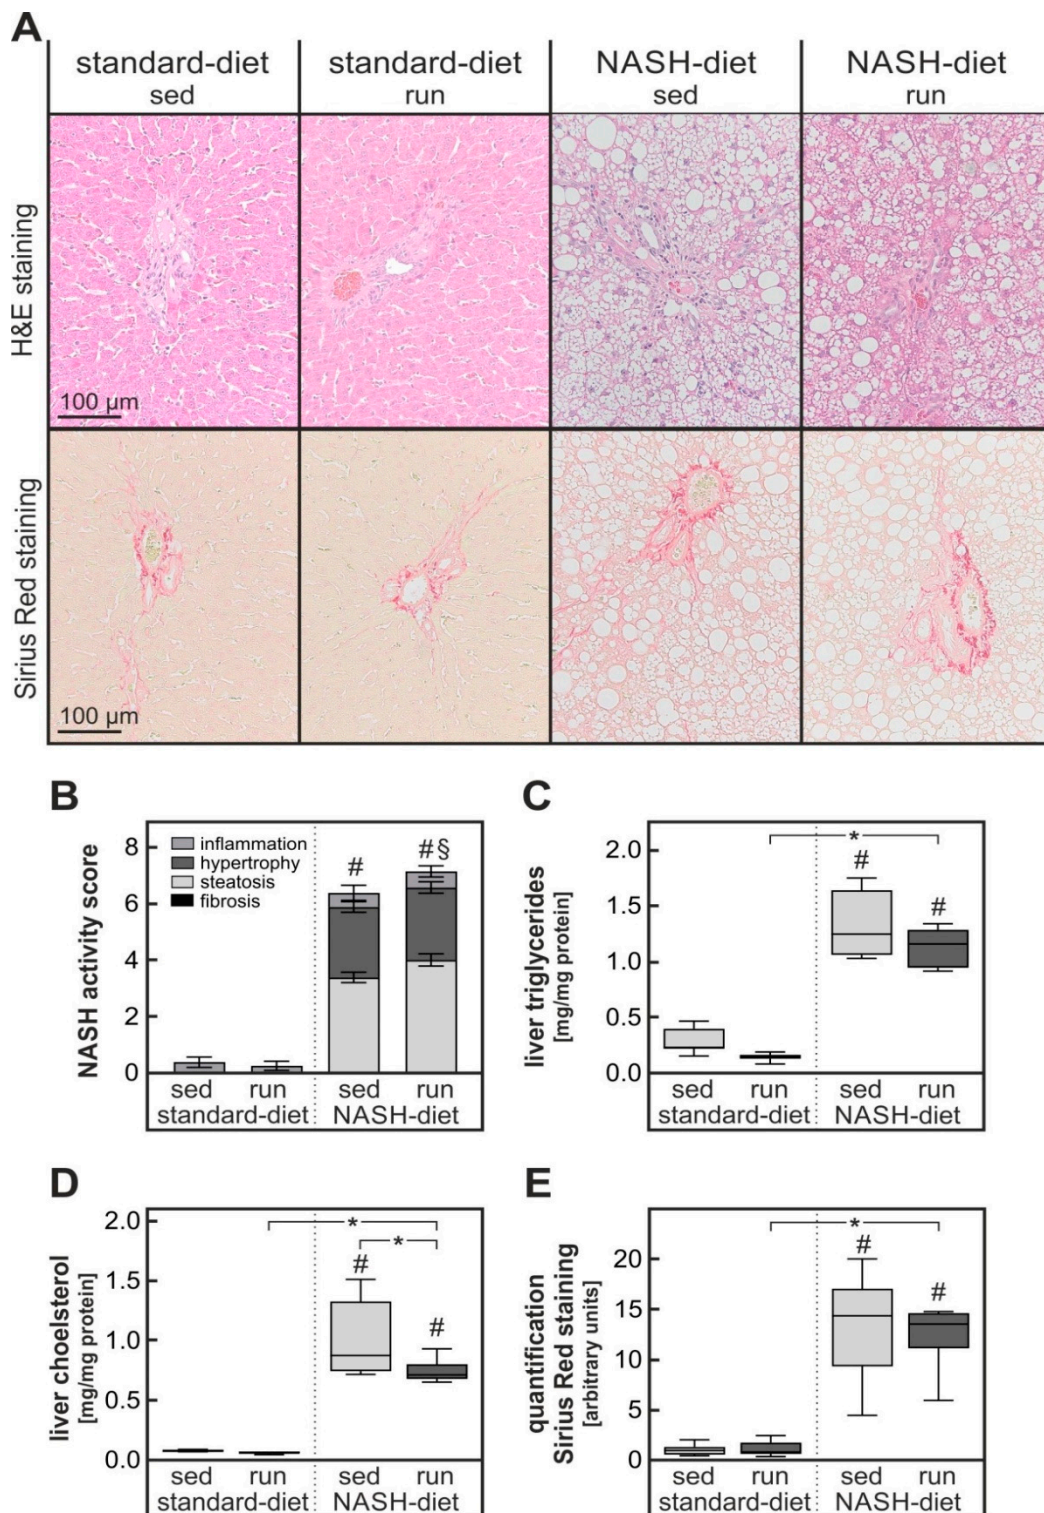 A
standard-diet
sed
standard-diet
run
NASH-diet
sed
NASH-diet
run
H&E staining
100 µm
Sirius Red staining
100 µm
B
NASH activity score
8
6
4
2
0
inflammation
hypertrophy
steatosis
fibrosis
#
#§
sed run sed run
standard-diet NASH-diet
C
liver triglycerides
[mg/mg protein]
2.0
1.5
1.0
0.5
0.0
*
#
#
sed run sed run
standard-diet NASH-diet
D
liver choelsterol
[mg/mg protein]
2.0
1.5
1.0
0.5
0.0
*
*
#
#
sed run sed run
standard-diet NASH-diet
E
quantification
Sirius Red staining
[arbitrary units]
20
15
10
5
0
*
#
#
sed run sed run
standard-diet NASH-diet